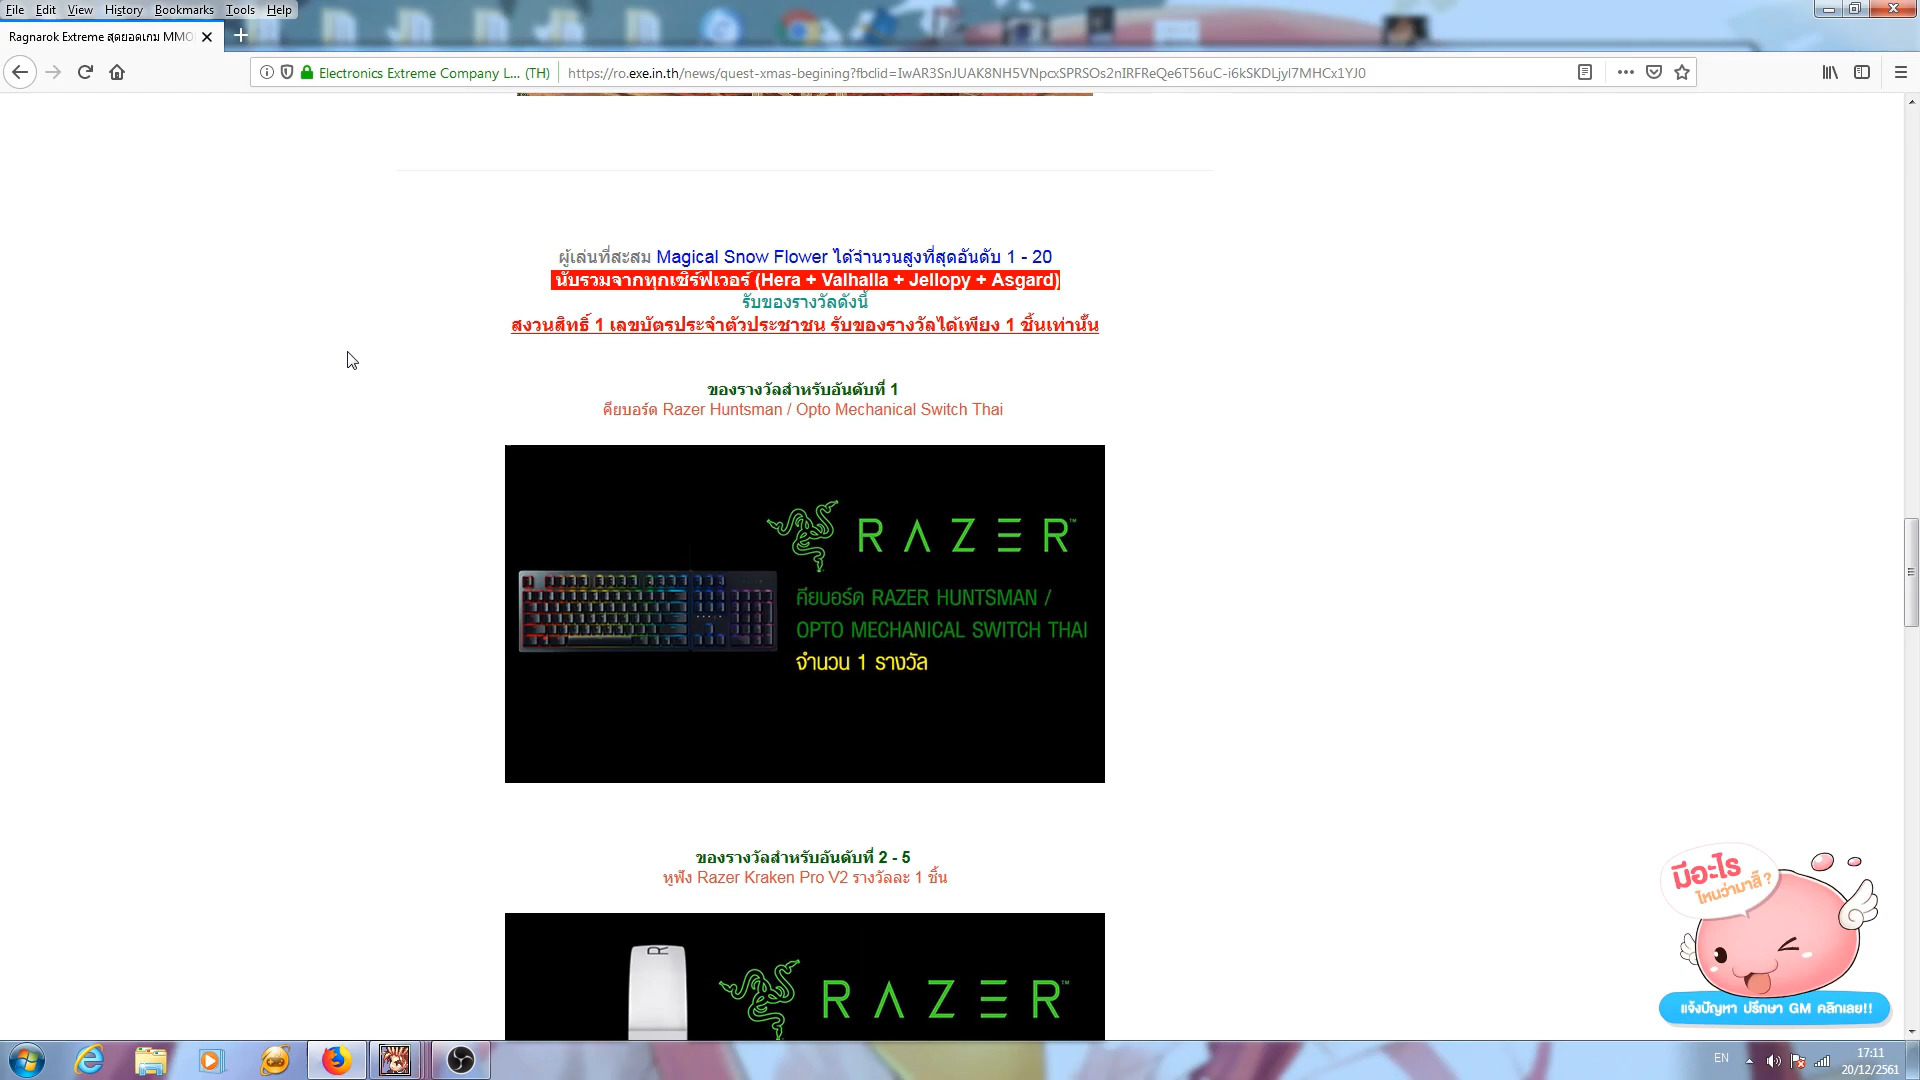 File Edit View History Bookmarks Tools Help
Ragnarok Extreme สุดยอดเกม MMO
Electronics Extreme Company L... (TH)
https://ro.exe.in.th/news/quest-xmas-begining?fbclid=IwAR3SnJUAK8NH5VNpcxSPRSOs2nIRFReQe6T56uC-i6kSKDLjyl7MHCx1YJ0
ผู้เล่นที่สะสม Magical Snow Flower ได้จำนวนสูงที่สุดอันดับ 1 - 20
นับรวมจากทุกเซิร์ฟเวอร์ (Hera + Valhalla + Jellopy + Asgard)
รับของรางวัลดังนี้
สงวนสิทธิ์ 1 เลขบัตรประจำตัวประชาชน รับของรางวัลได้เพียง 1 ชิ้นเท่านั้น
ของรางวัลสำหรับอันดับที่ 1
คียบอร์ด Razer Huntsman / Opto Mechanical Switch Thai
RAZER™
คียบอร์ด RAZER HUNTSMAN /
OPTO MECHANICAL SWITCH THAI
จำนวน 1 รางวัล
ของรางวัลสำหรับอันดับที่ 2 - 5
หูฟัง Razer Kraken Pro V2 รางวัลละ 1 ชิ้น
R
RAZER™
มีอะไร
ไหนว่ามาสิ๊ ?
แจ้งปัญหา ปรึกษา GM คลิกเลย!!
EN
17:11
20/12/2561